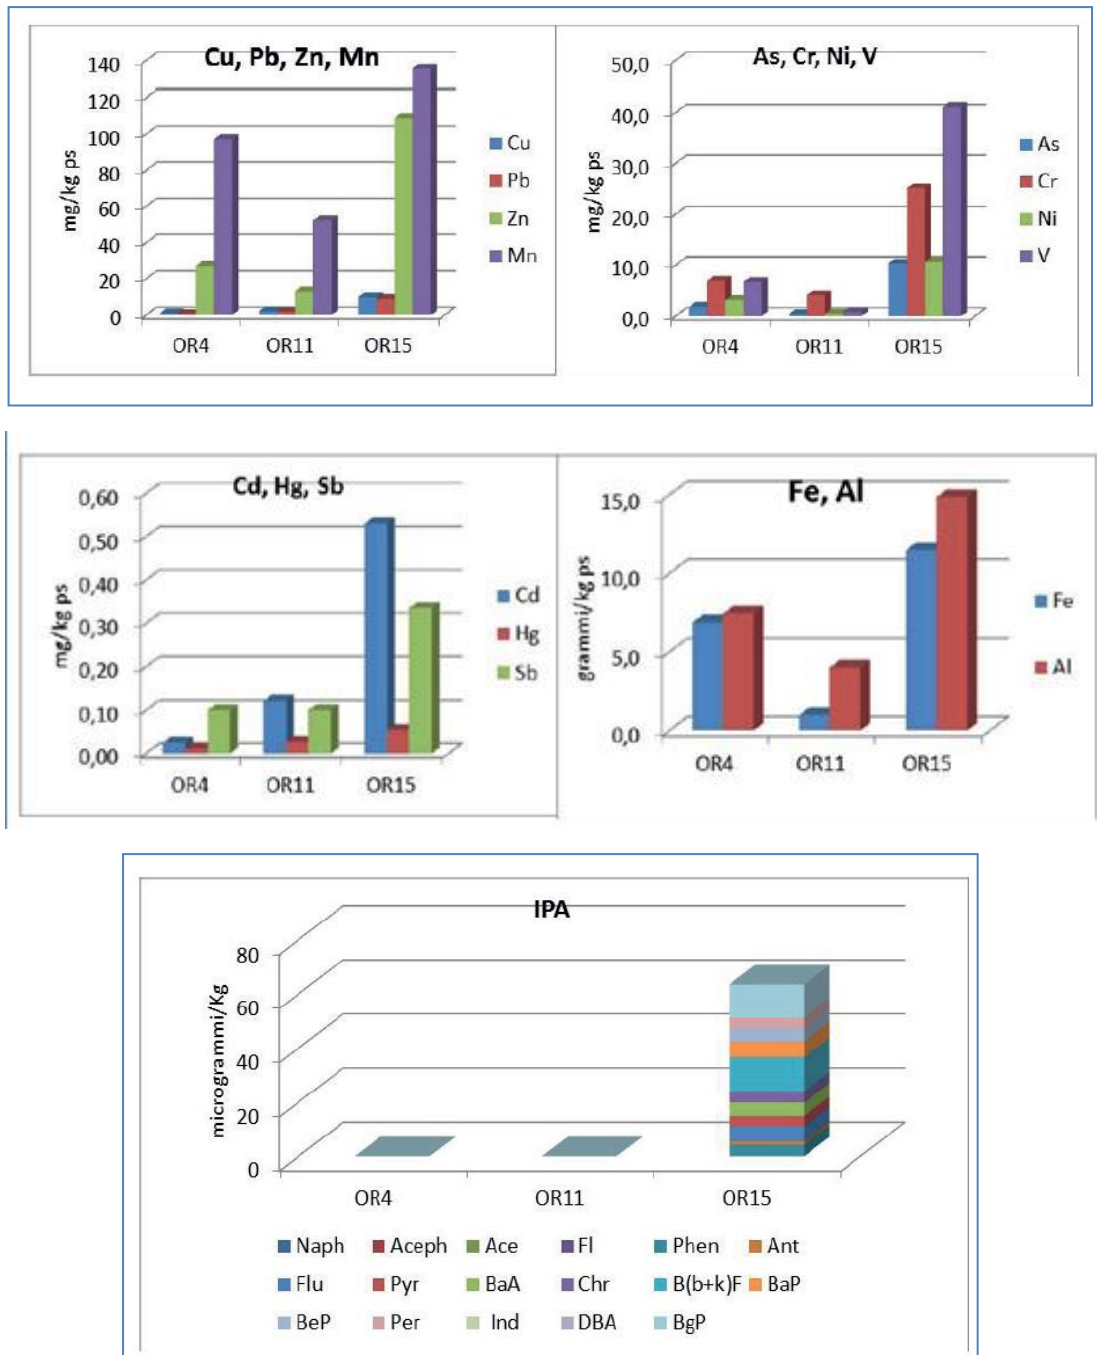 Cu, Pb, Zn, Mn
140
120
100
80
60
40
20
0
mg/kg ps
OR4 OR11 OR15
Cu
Pb
Zn
Mn
As, Cr, Ni, V
50,0
40,0
30,0
20,0
10,0
0,0
mg/kg ps
OR4 OR11 OR15
As
Cr
Ni
V
Cd, Hg, Sb
0,60
0,50
0,40
0,30
0,20
0,10
0,00
mg/kg ps
OR4 OR11 OR15
Cd
Hg
Sb
Fe, Al
15,0
10,0
5,0
0,0
grammi/kg ps
OR4 OR11 OR15
Fe
Al
IPA
80
60
40
20
0
microgrammi/Kg
OR4 OR11 OR15
Naph Aceph Ace Fl Phen Ant
Flu Pyr BaA Chr B(b+k)F BaP
BeP Per Ind DBA BgP